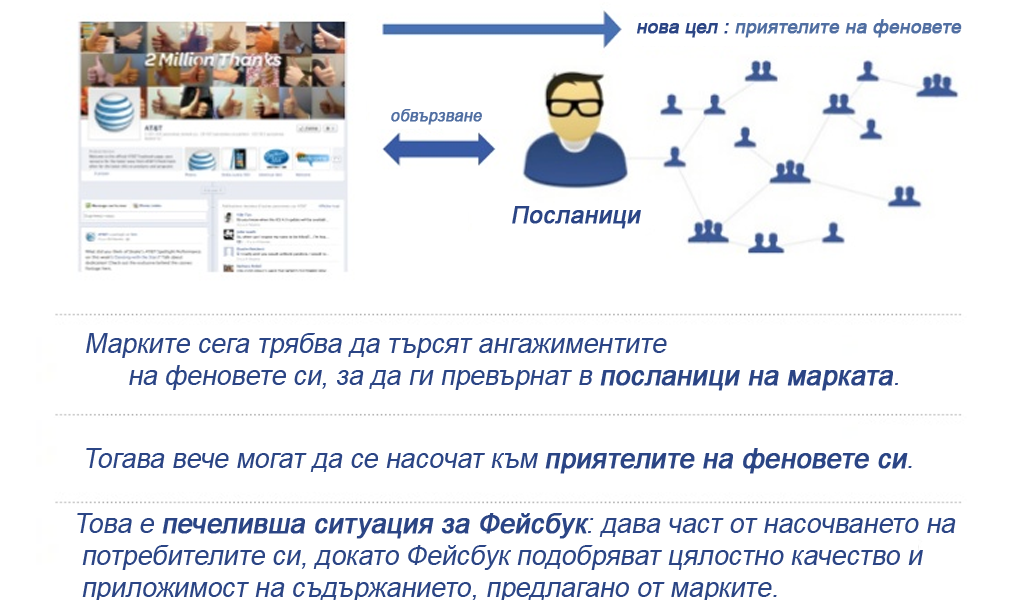 2 Million Thanks
нова цел : приятелите на феновете
обвързване
AT&T
Посланици
Марките сега трябва да търсят ангажиментите
на феновете си, за да ги превърнат в посланици на марката.
Тогава вече могат да се насочат към приятелите на феновете си.
Това е печеливша ситуация за Фейсбук: дава част от насочването на
потребителите си, докато Фейсбук подобряват цялостно качество и
приложимост на съдържанието, предлагано от марките.